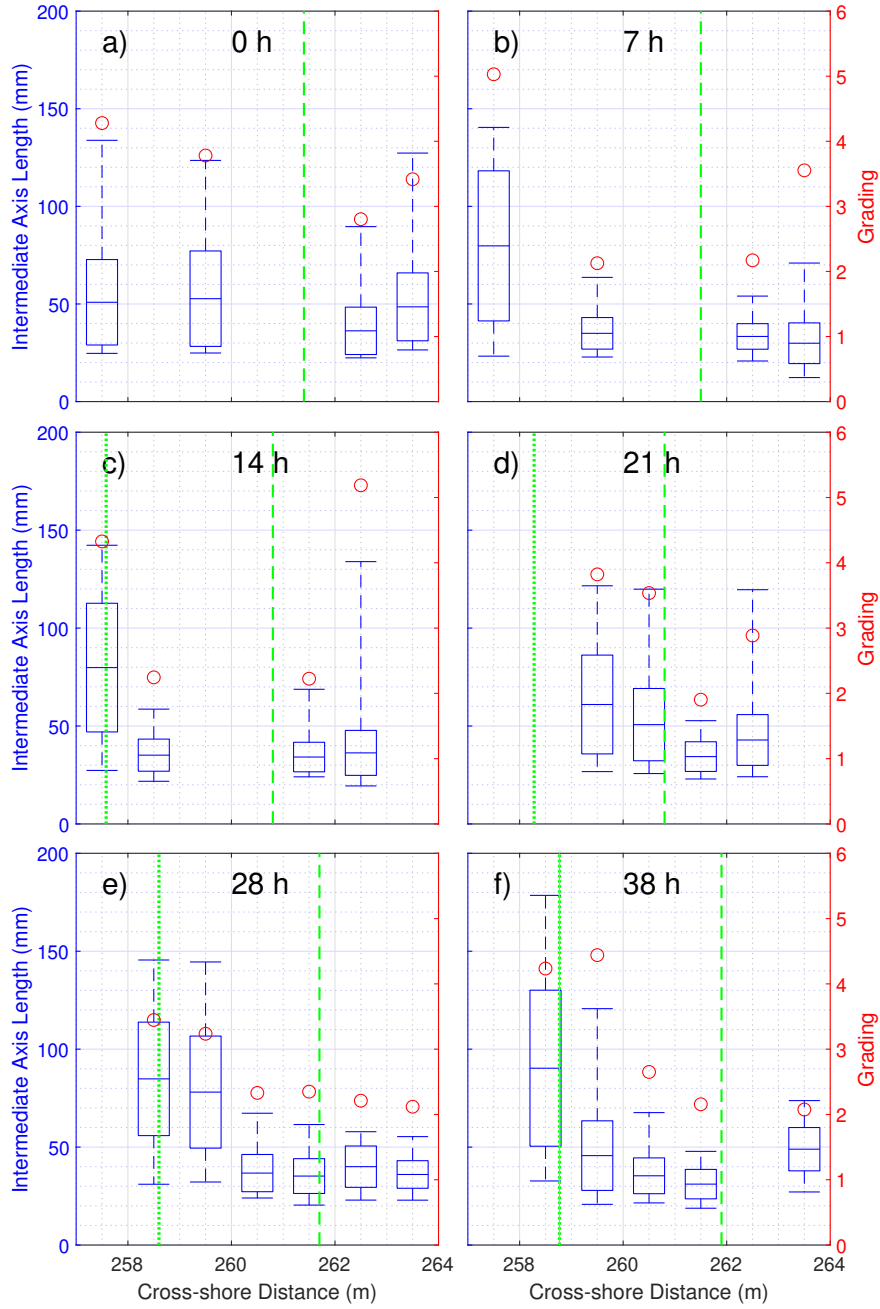 200 6
a) 0 h b) 7 h
5
150
4
100 3
2
50
1
0 0
Intermediate Axis Length (mm)
Grading
200 6
c) 14 h d) 21 h
5
150
4
100 3
2
50
1
0 0
Intermediate Axis Length (mm)
Grading
200 6
e) 28 h f) 38 h
5
150
4
100 3
2
50
1
0 0
Intermediate Axis Length (mm)
Grading
258 260 262 264 258 260 262 264
Cross-shore Distance (m) Cross-shore Distance (m)